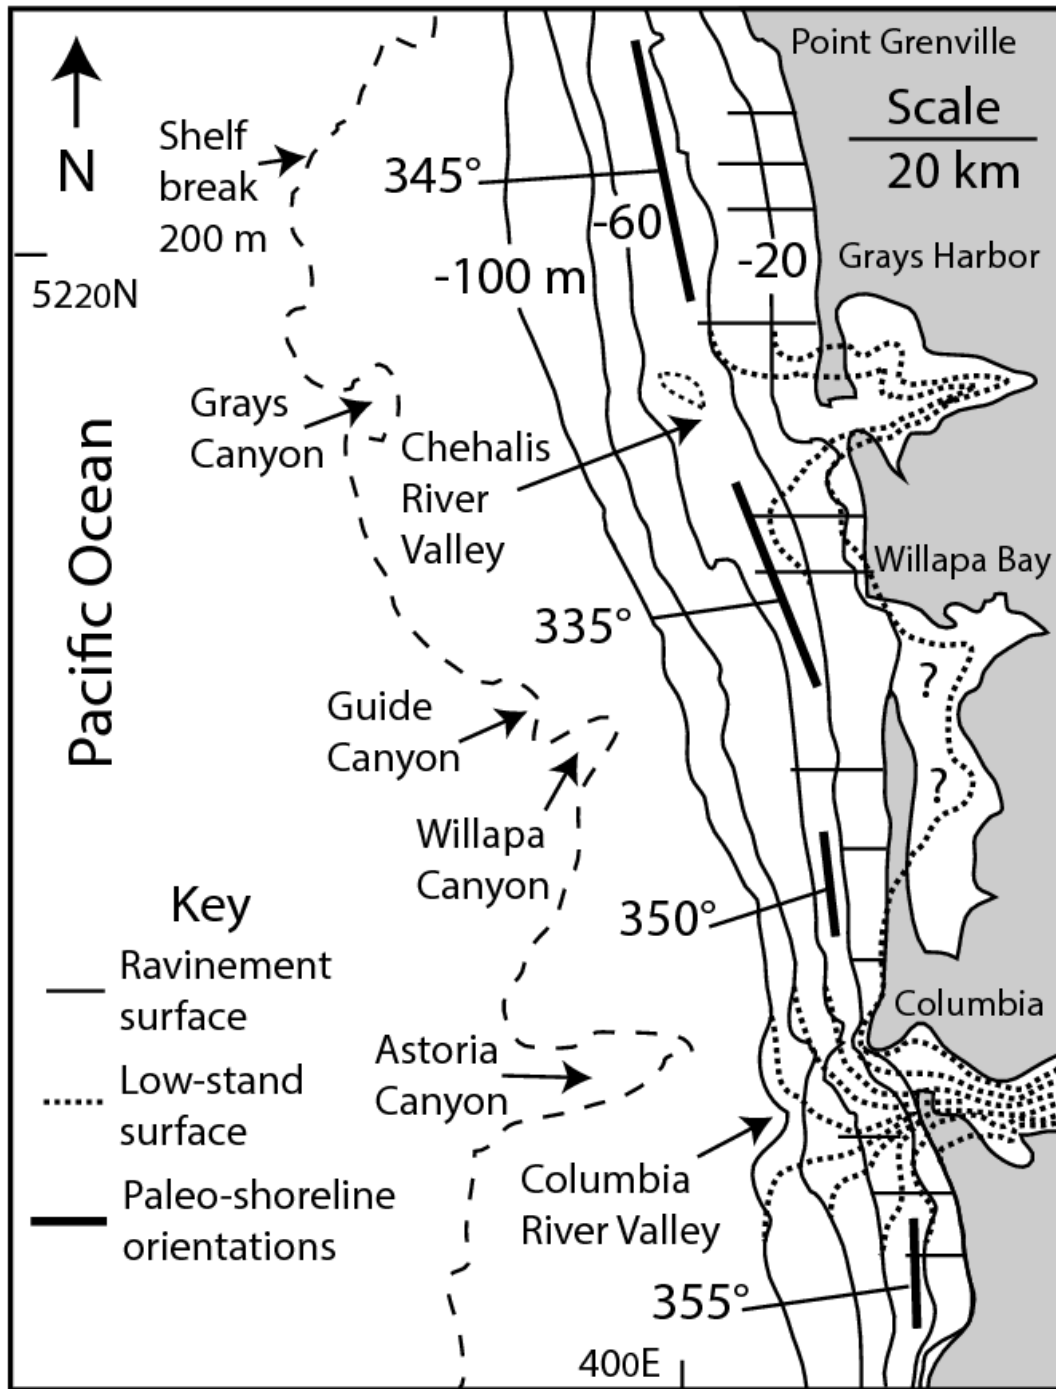 Point Grenville
Scale
20 km
N
Shelf
break
200 m
345°
-60
-20
Grays Harbor
-100 m
5220N
Grays
Canyon
Chehalis
River
Valley
Pacific Ocean
Willapa Bay
335°
?
Guide
Canyon
?
Willapa
Canyon
350°
Key
Ravinement
surface
Columbia
Astoria
Canyon
Low-stand
surface
Columbia
River Valley
Paleo-shoreline
orientations
355°
400E